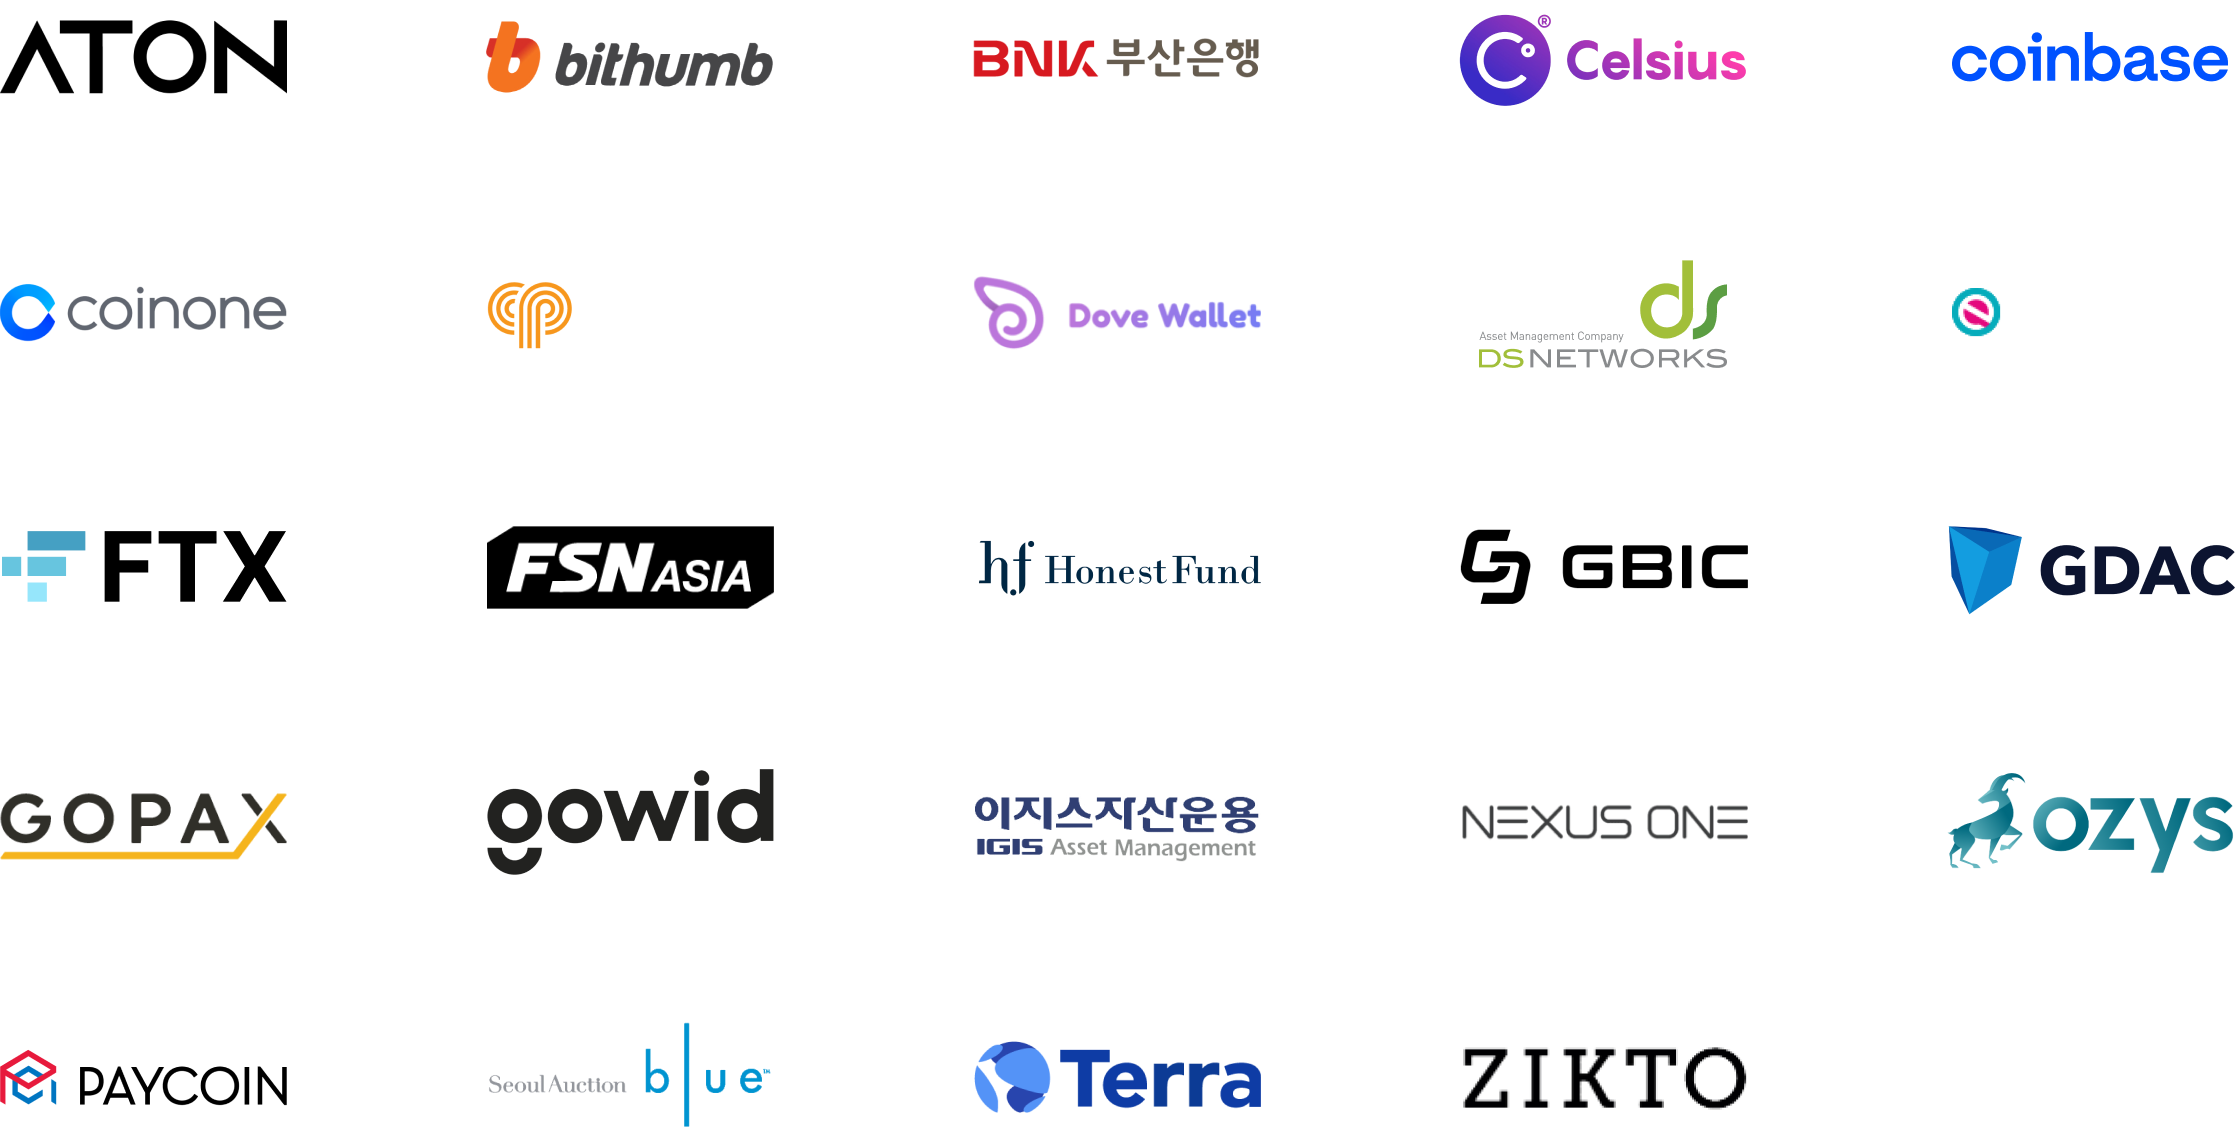 ATON
bithumb
BNK 부산은행
Celsius®
coinbase
coinone
Dove Wallet
ds
Asset Management Company
DSNETWORKS
FTX
FSN ASIA
hf Honest Fund
GBIC
GDAC
GOPAX
gowid
이지스자산운용
IGIS Asset Management
NEXUS ONE
ozys
PAYCOIN
Seoul Auction blue™
Terra
ZIKTO